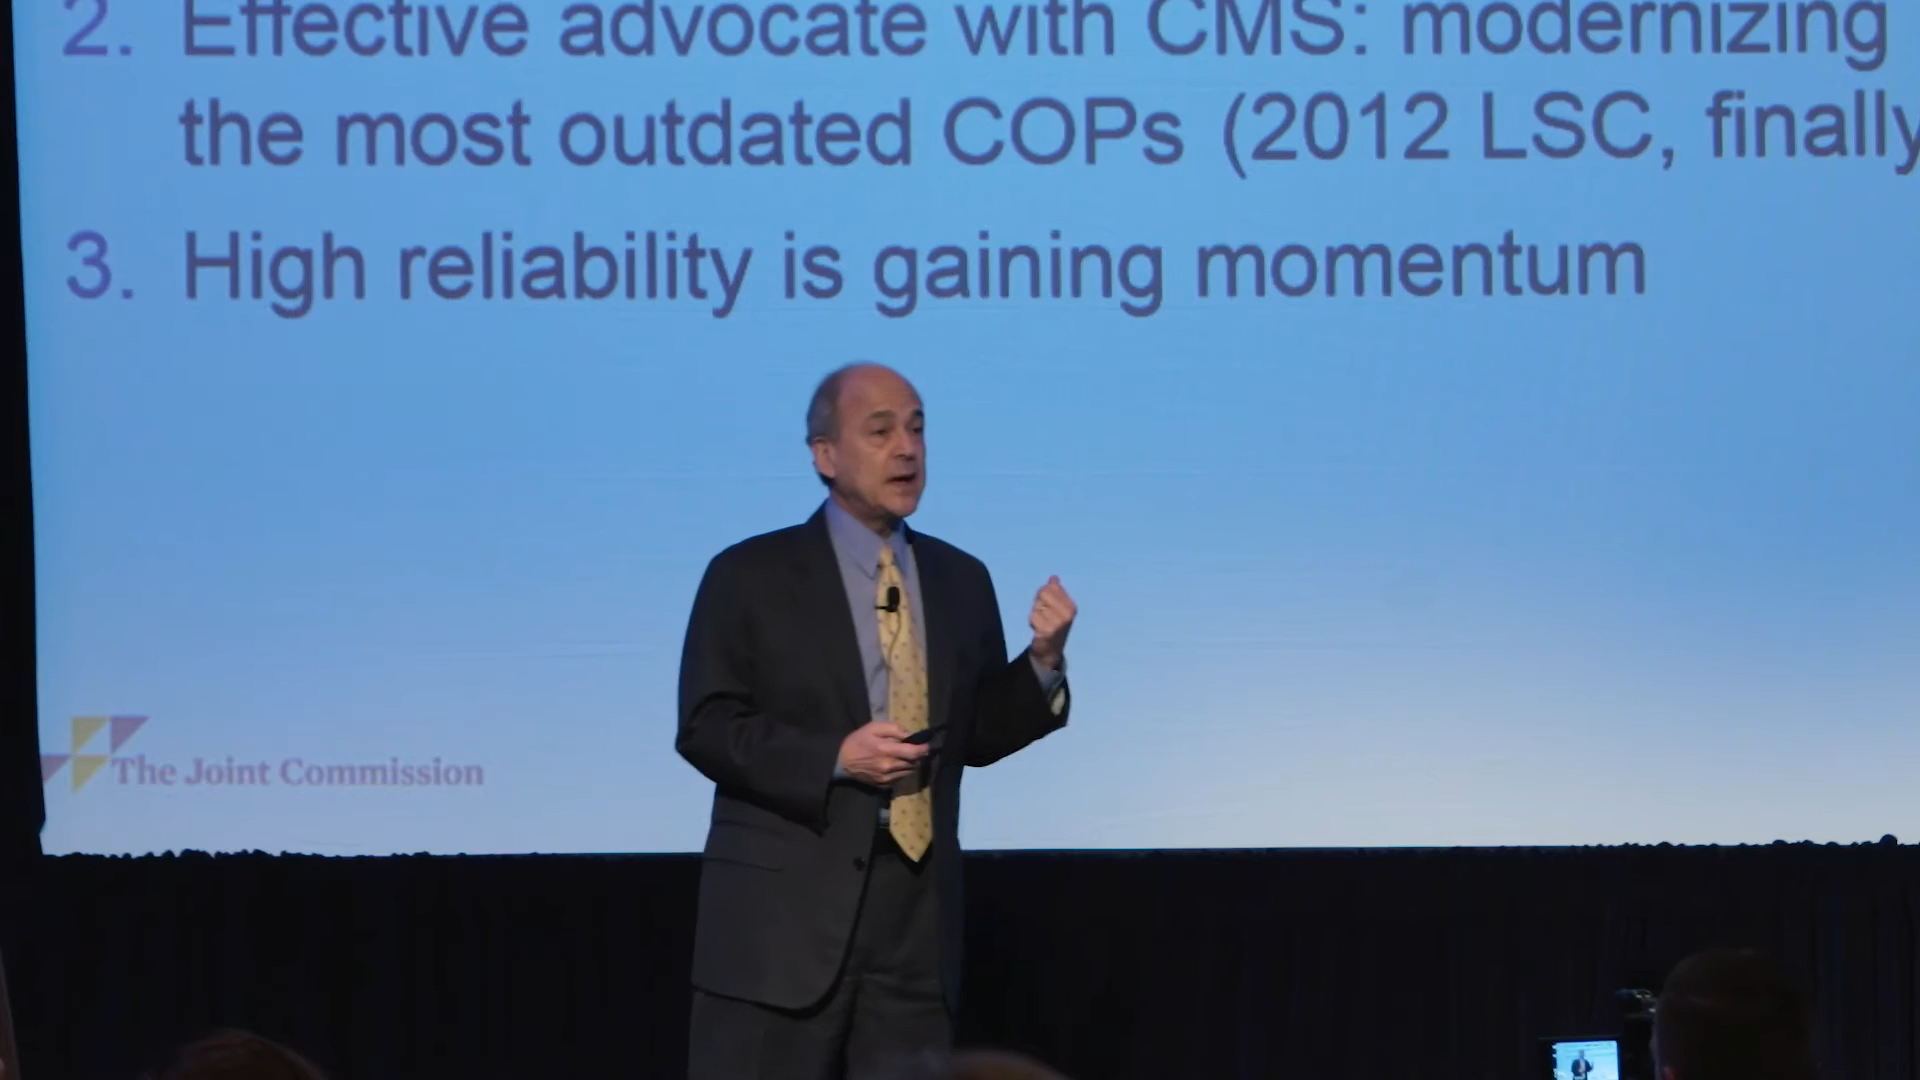 2. Effective advocate with CMS: modernizing
the most outdated COPs (2012 LSC, finally
3. High reliability is gaining momentum
The Joint Commission